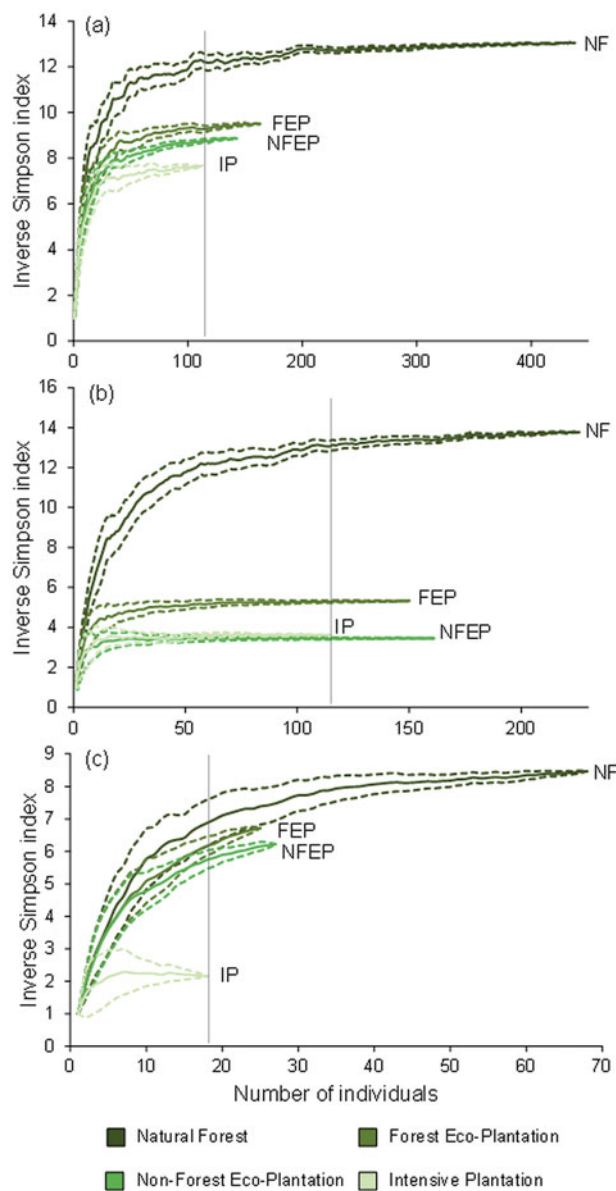 (a)
Inverse Simpson index
14
12
10
8
6
4
2
0
NF
FEP
NFEP
IP
0 100 200 300 400
(b)
Inverse Simpson index
16
14
12
10
8
6
4
2
0
NF
FEP
IP
NFEP
0 50 100 150 200
(c)
Inverse Simpson index
9
8
7
6
5
4
3
2
1
0
NF
FEP
NFEP
IP
0 10 20 30 40 50 60 70
Number of individuals
Natural Forest Forest Eco-Plantation
Non-Forest Eco-Plantation Intensive Plantation